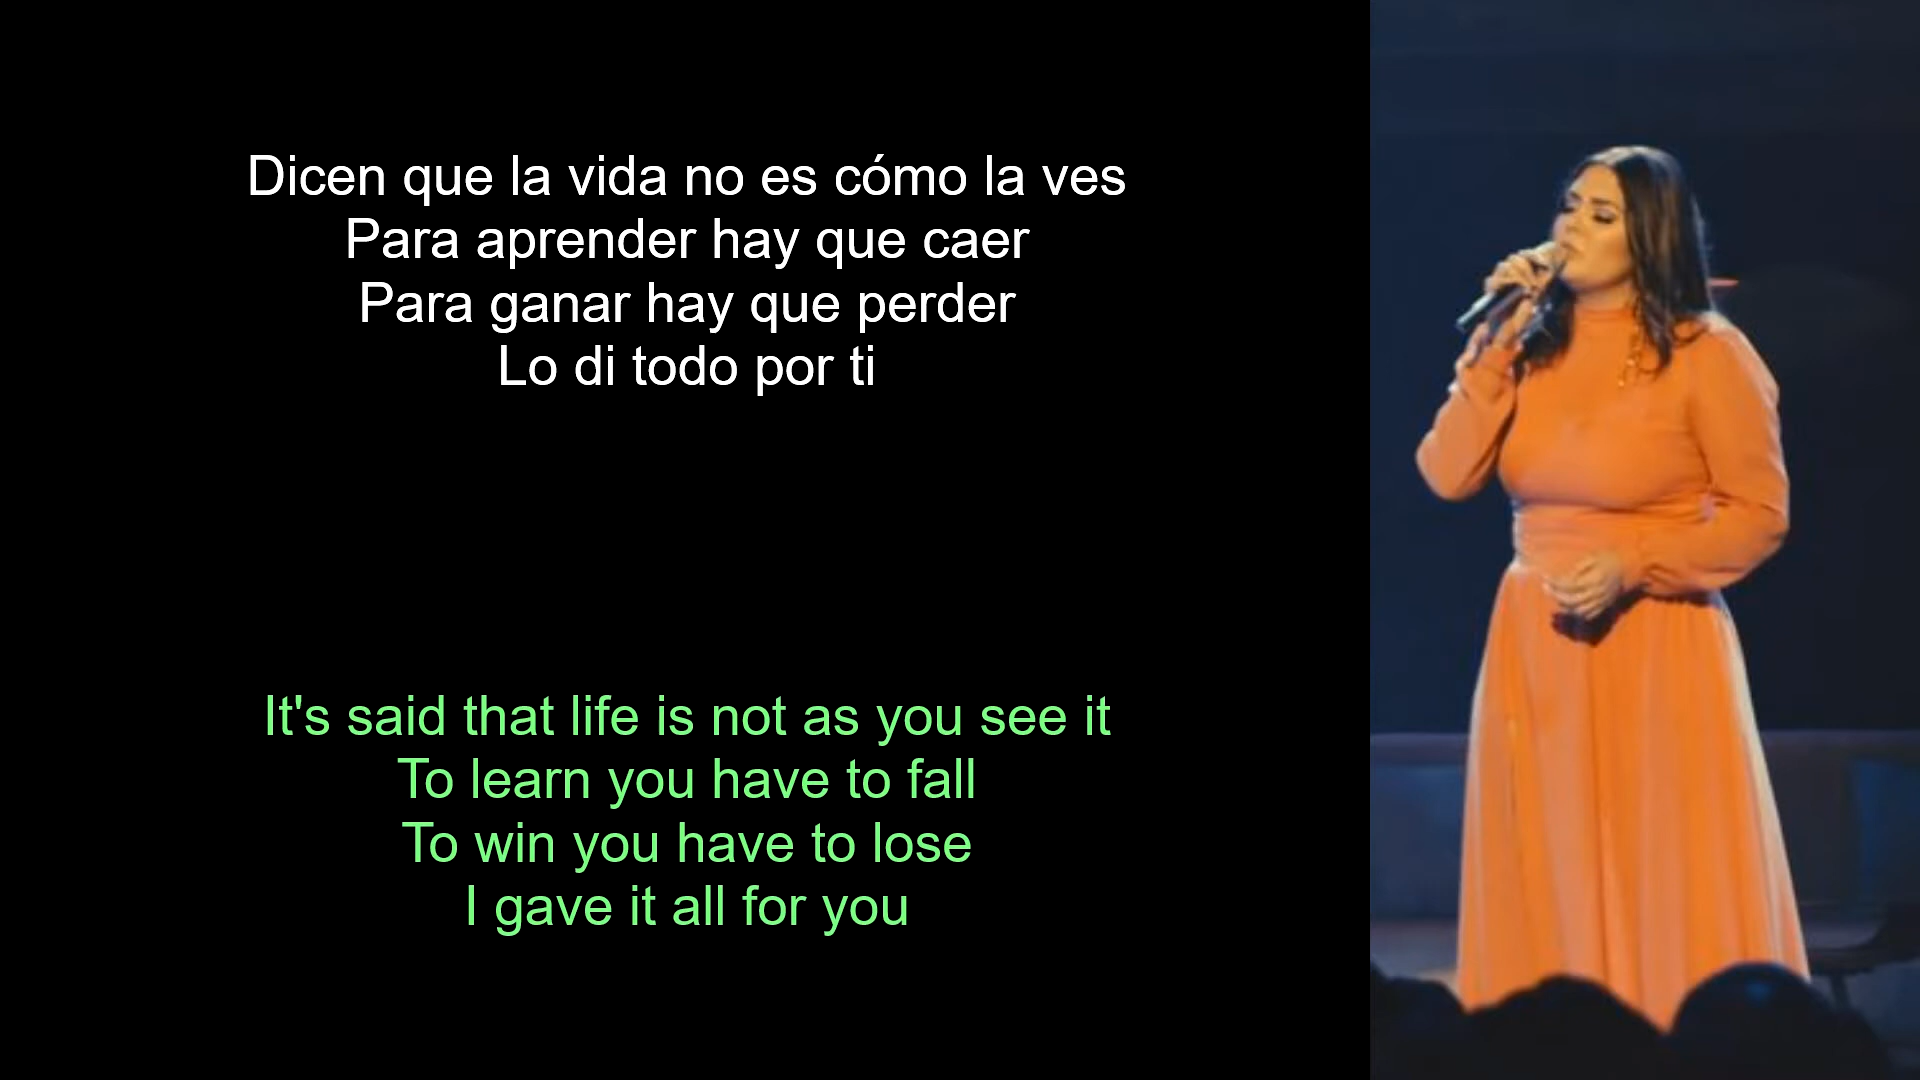 Dicen que la vida no es cómo la ves
Para aprender hay que caer
Para ganar hay que perder
Lo di todo por ti
It's said that life is not as you see it
To learn you have to fall
To win you have to lose
I gave it all for you